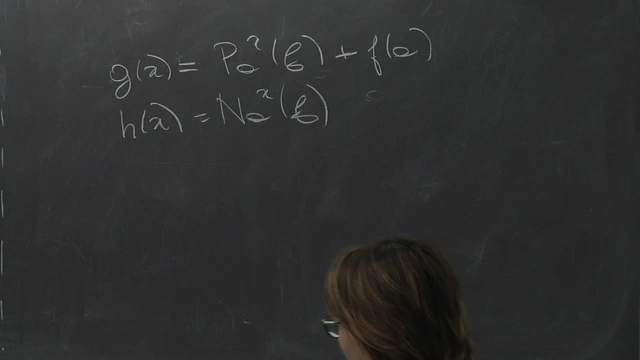 g(x) = P_a^x(f) + f(a)
h(x) = N_a^x(f)